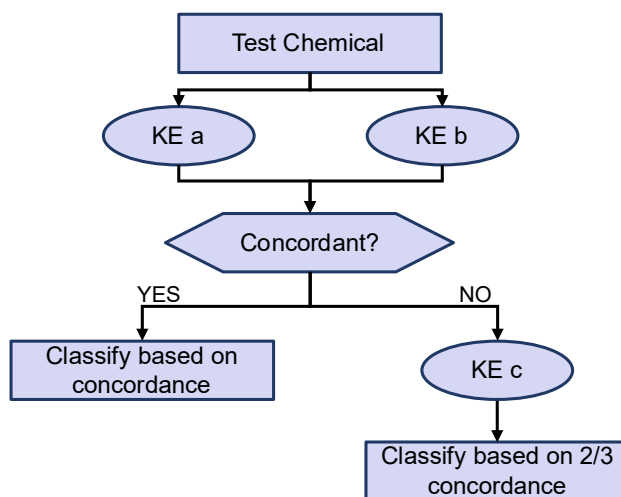 Test Chemical
KE a
KE b
Concordant?
YES
NO
Classify based on
concordance
KE c
Classify based on 2/3
concordance